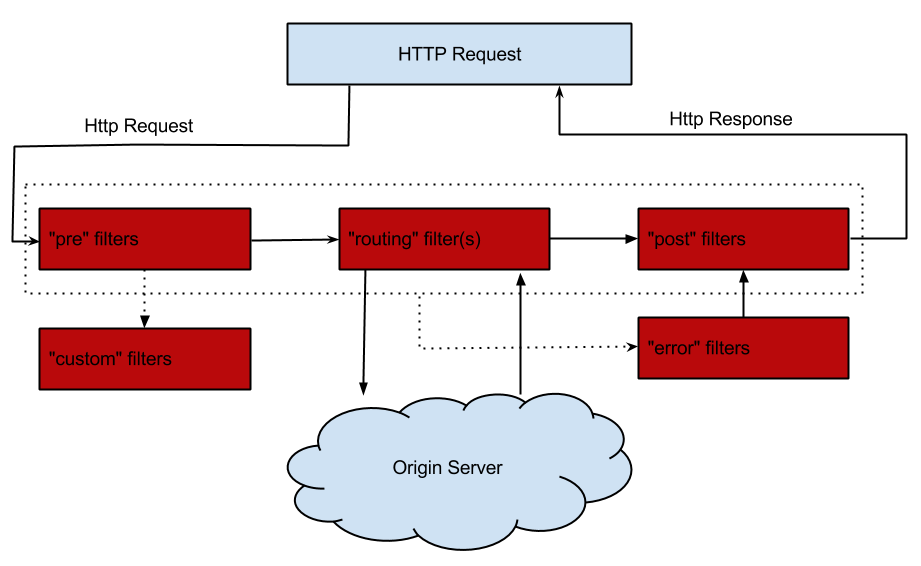 HTTP Request
Http Request
Http Response
"pre" filters
"routing" filter(s)
"post" filters
"custom" filters
"error" filters
Origin Server